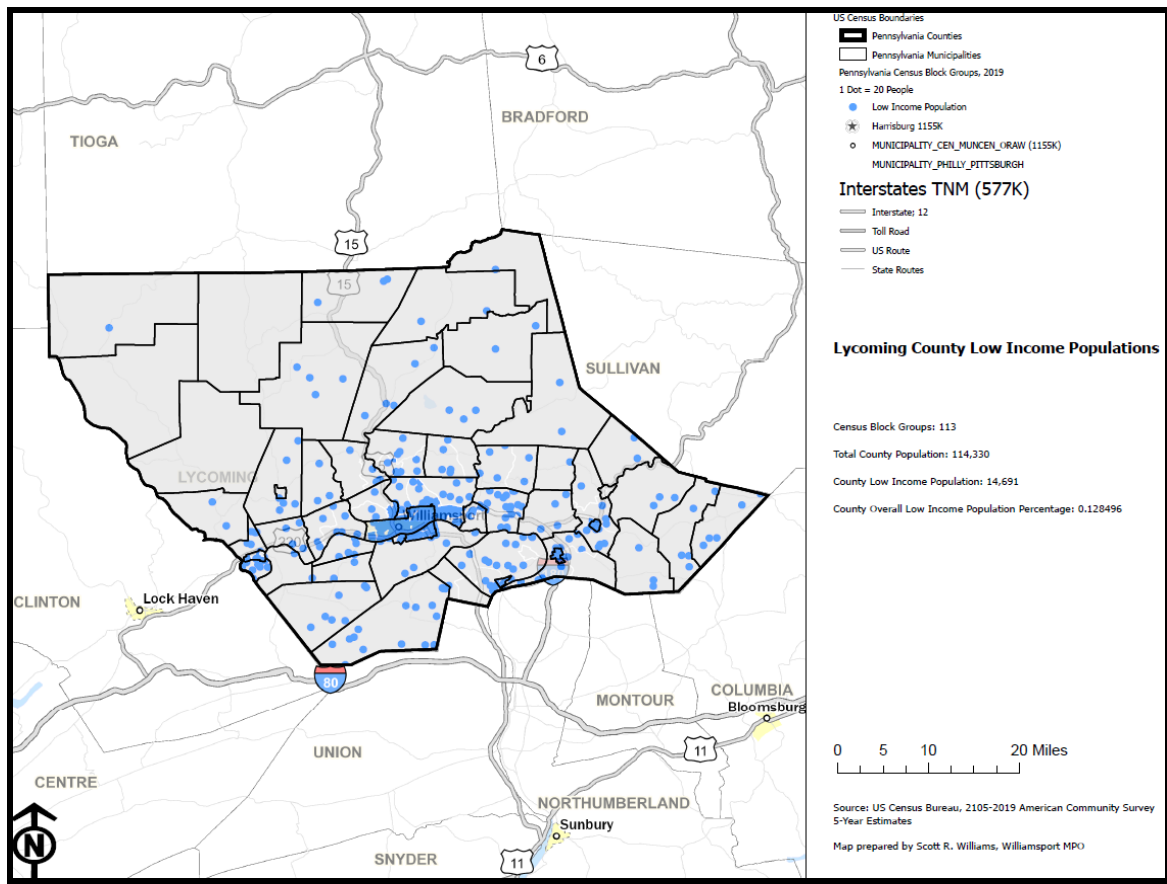 6
BRADFORD
TIOGA
15
15
SULLIVAN
LYCOMING
15
Williamsport
220
CLINTON
Lock Haven
80
MONTOUR
COLUMBIA
Bloomsburg
UNION
11
CENTRE
NORTHUMBERLAND
Sunbury
SNYDER
11
N
US Census Boundaries
Pennsylvania Counties
Pennsylvania Municipalities
Pennsylvania Census Block Groups, 2019
1 Dot = 20 People
Low Income Population
Harrisburg 1155K
MUNICIPALITY_CEN_MUNCEN_ORAW (1155K)
MUNICIPALITY_PHILLY_PITTSBURGH
Interstates TNM (577K)
Interstate; 12
Toll Road
US Route
State Routes
Lycoming County Low Income Populations
Census Block Groups: 113
Total County Population: 114,330
County Low Income Population: 14,691
County Overall Low Income Population Percentage: 0.128496
0 5 10 20 Miles
Source: US Census Bureau, 2105-2019 American Community Survey
5-Year Estimates
Map prepared by Scott R. Williams, Williamsport MPO